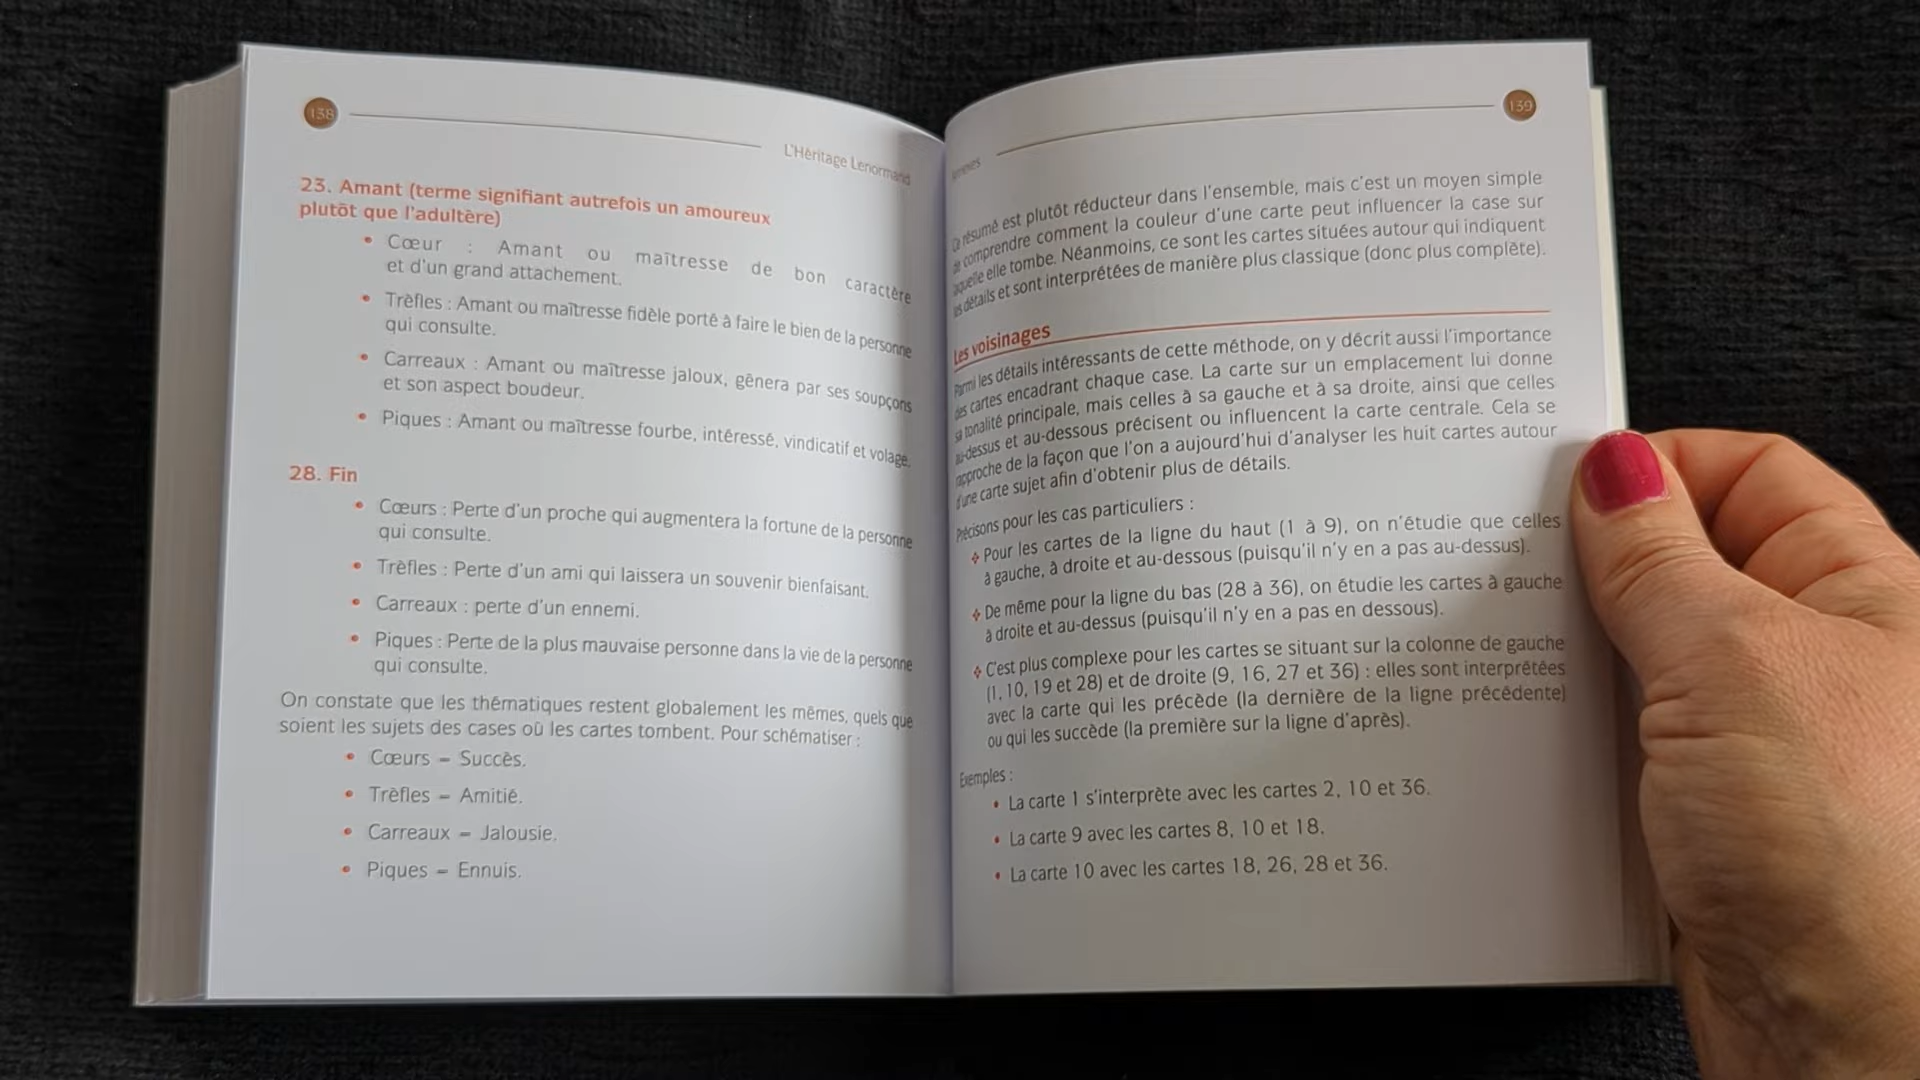 138
L'Héritage Lenormand
23. Amant (terme signifiant autrefois un amoureux
plutôt que l'adultère)
• Cœur : Amant ou maîtresse de bon caractère
et d'un grand attachement.
• Trèfles : Amant ou maîtresse fidèle porté à faire le bien de la personne
qui consulte.
• Carreaux : Amant ou maîtresse jaloux, gênera par ses soupçons
et son aspect boudeur.
• Piques : Amant ou maîtresse fourbe, intéressé, vindicatif et volage.
28. Fin
• Cœurs : Perte d'un proche qui augmentera la fortune de la personne
qui consulte.
• Trèfles : Perte d'un ami qui laissera un souvenir bienfaisant.
• Carreaux : perte d'un ennemi.
• Piques : Perte de la plus mauvaise personne dans la vie de la personne
qui consulte.
On constate que les thématiques restent globalement les mêmes, quels que
soient les sujets des cases où les cartes tombent. Pour schématiser :
• Cœurs = Succès.
• Trèfles = Amitié.
• Carreaux = Jalousie.
• Piques = Ennuis.
139
Ce résumé est plutôt réducteur dans l'ensemble, mais c'est un moyen simple
de comprendre comment la couleur d'une carte peut influencer la case sur
laquelle elle tombe. Néanmoins, ce sont les cartes situées autour qui indiquent
les détails et sont interprétées de manière plus classique (donc plus complète).
Les voisinages
Parmi les détails intéressants de cette méthode, on y décrit aussi l'importance
des cartes encadrant chaque case. La carte sur un emplacement lui donne
sa tonalité principale, mais celles à sa gauche et à sa droite, ainsi que celles
au-dessus et au-dessous précisent ou influencent la carte centrale. Cela se
rapproche de la façon que l'on a aujourd'hui d'analyser les huit cartes autour
d'une carte sujet afin d'obtenir plus de détails.
Précisons pour les cas particuliers :
Pour les cartes de la ligne du haut (1 à 9), on n'étudie que celles
à gauche, à droite et au-dessous (puisqu'il n'y en a pas au-dessus).
De même pour la ligne du bas (28 à 36), on étudie les cartes à gauche
à droite et au-dessus (puisqu'il n'y en a pas en dessous).
C'est plus complexe pour les cartes se situant sur la colonne de gauche
(1, 10, 19 et 28) et de droite (9, 16, 27 et 36) : elles sont interprétées
avec la carte qui les précède (la dernière de la ligne précédente)
ou qui les succède (la première sur la ligne d'après).
Exemples :
• La carte 1 s'interprète avec les cartes 2, 10 et 36.
• La carte 9 avec les cartes 8, 10 et 18.
• La carte 10 avec les cartes 18, 26, 28 et 36.